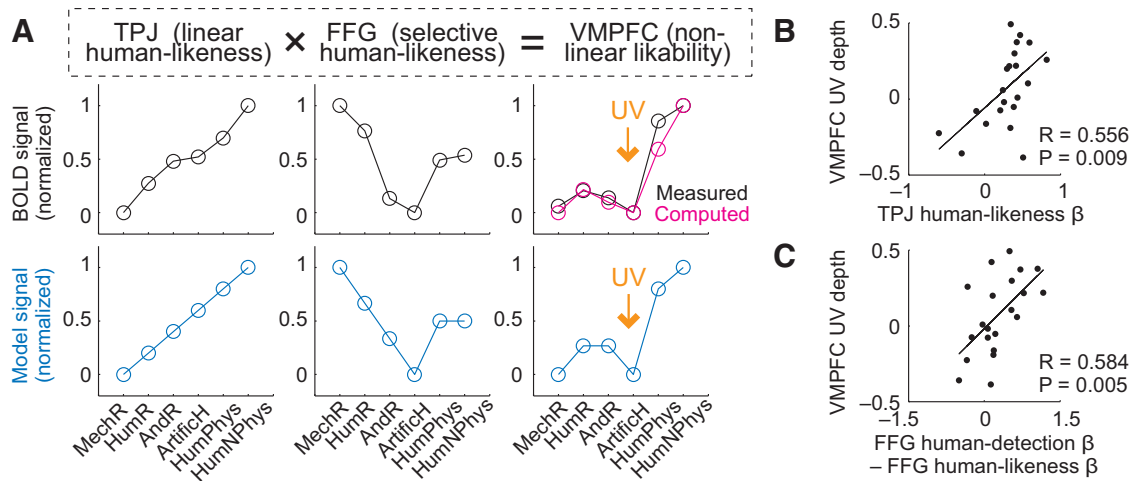 A
TPJ (linear human-likeness) × FFG (selective human-likeness) = VMPFC (non-linear likability)
BOLD signal (normalized)
1
0.5
0
1
0.5
0
1
0.5
0
UV
Measured
Computed
Model signal (normalized)
1
0.5
0
1
0.5
0
1
0.5
0
UV
MechR
HumR
AndR
ArtificH
HumPhys
HumNPhys
MechR
HumR
AndR
ArtificH
HumPhys
HumNPhys
MechR
HumR
AndR
ArtificH
HumPhys
HumNPhys
B
VMPFC UV depth
0.5
0
−0.5
R = 0.556
P = 0.009
−1
0
1
TPJ human-likeness β
C
VMPFC UV depth
0.5
0
−0.5
R = 0.584
P = 0.005
−1.5
0
1.5
FFG human-detection β
– FFG human-likeness β